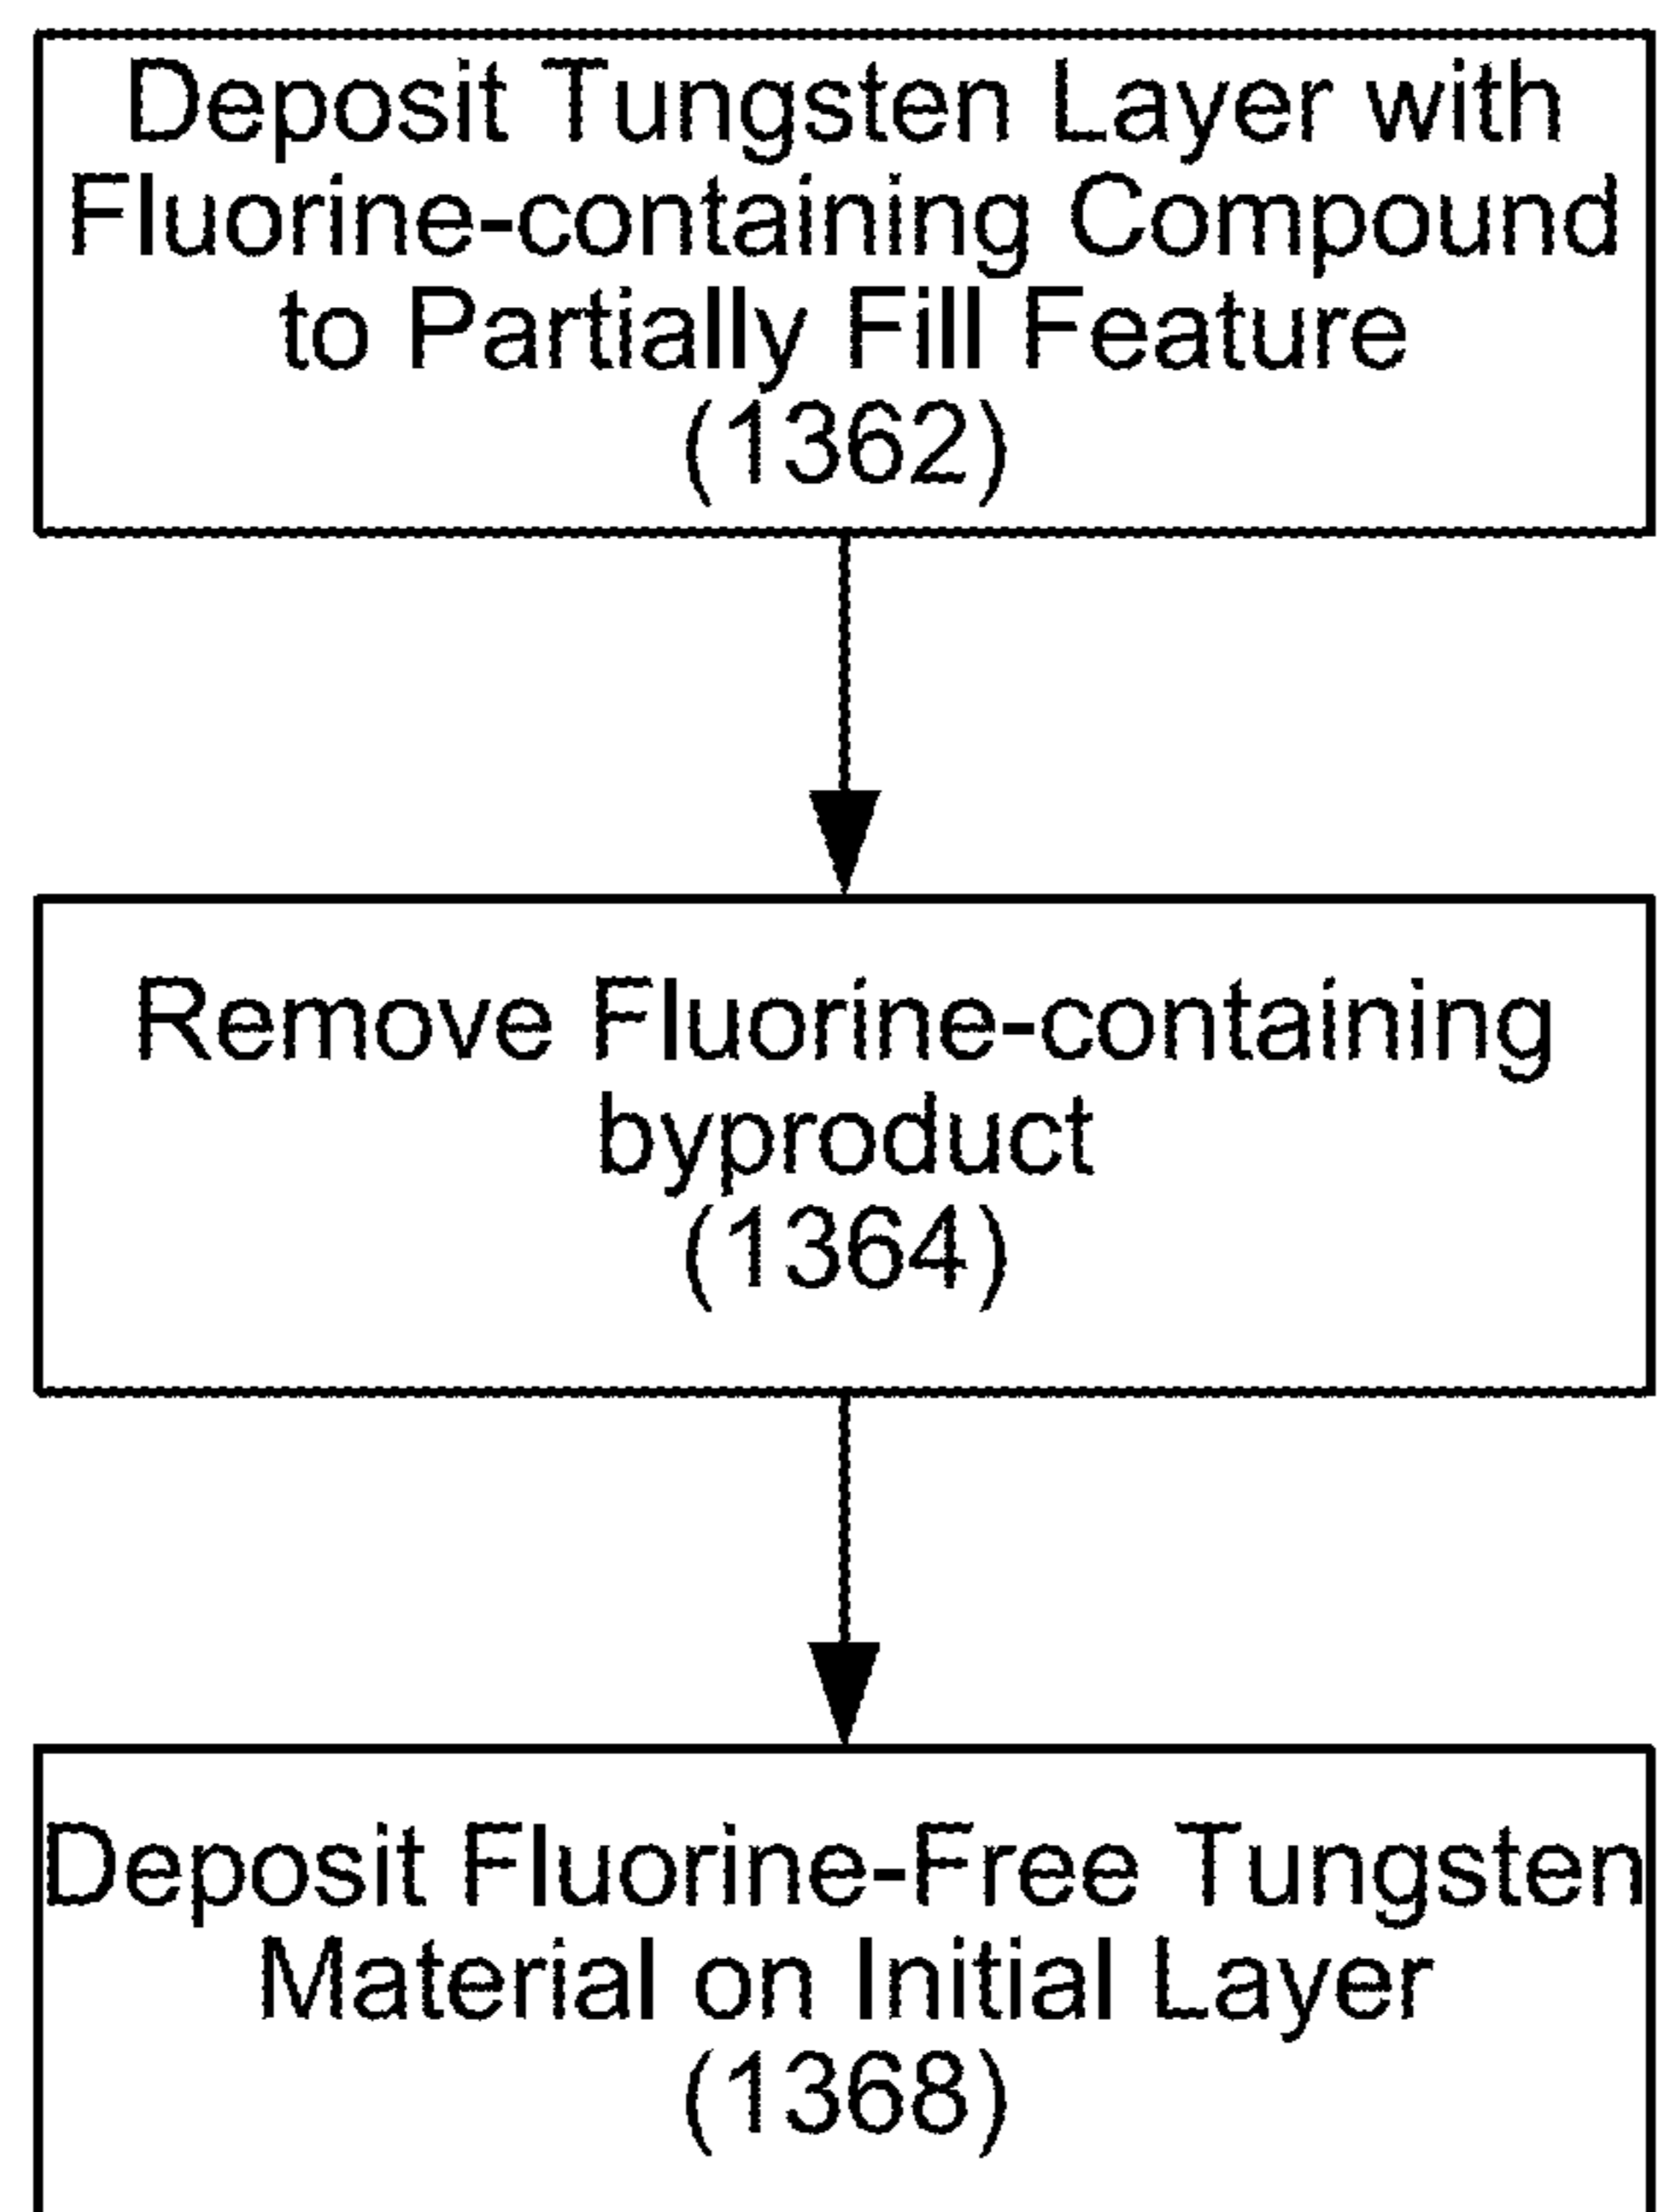 Deposit Tungsten Layer with
Fluorine-containing Compound
to Partially Fill Feature
(1362)
Remove Fluorine-containing
byproduct
(1364)
Deposit Fluorine-Free Tungsten
Material on Initial Layer
(1368)